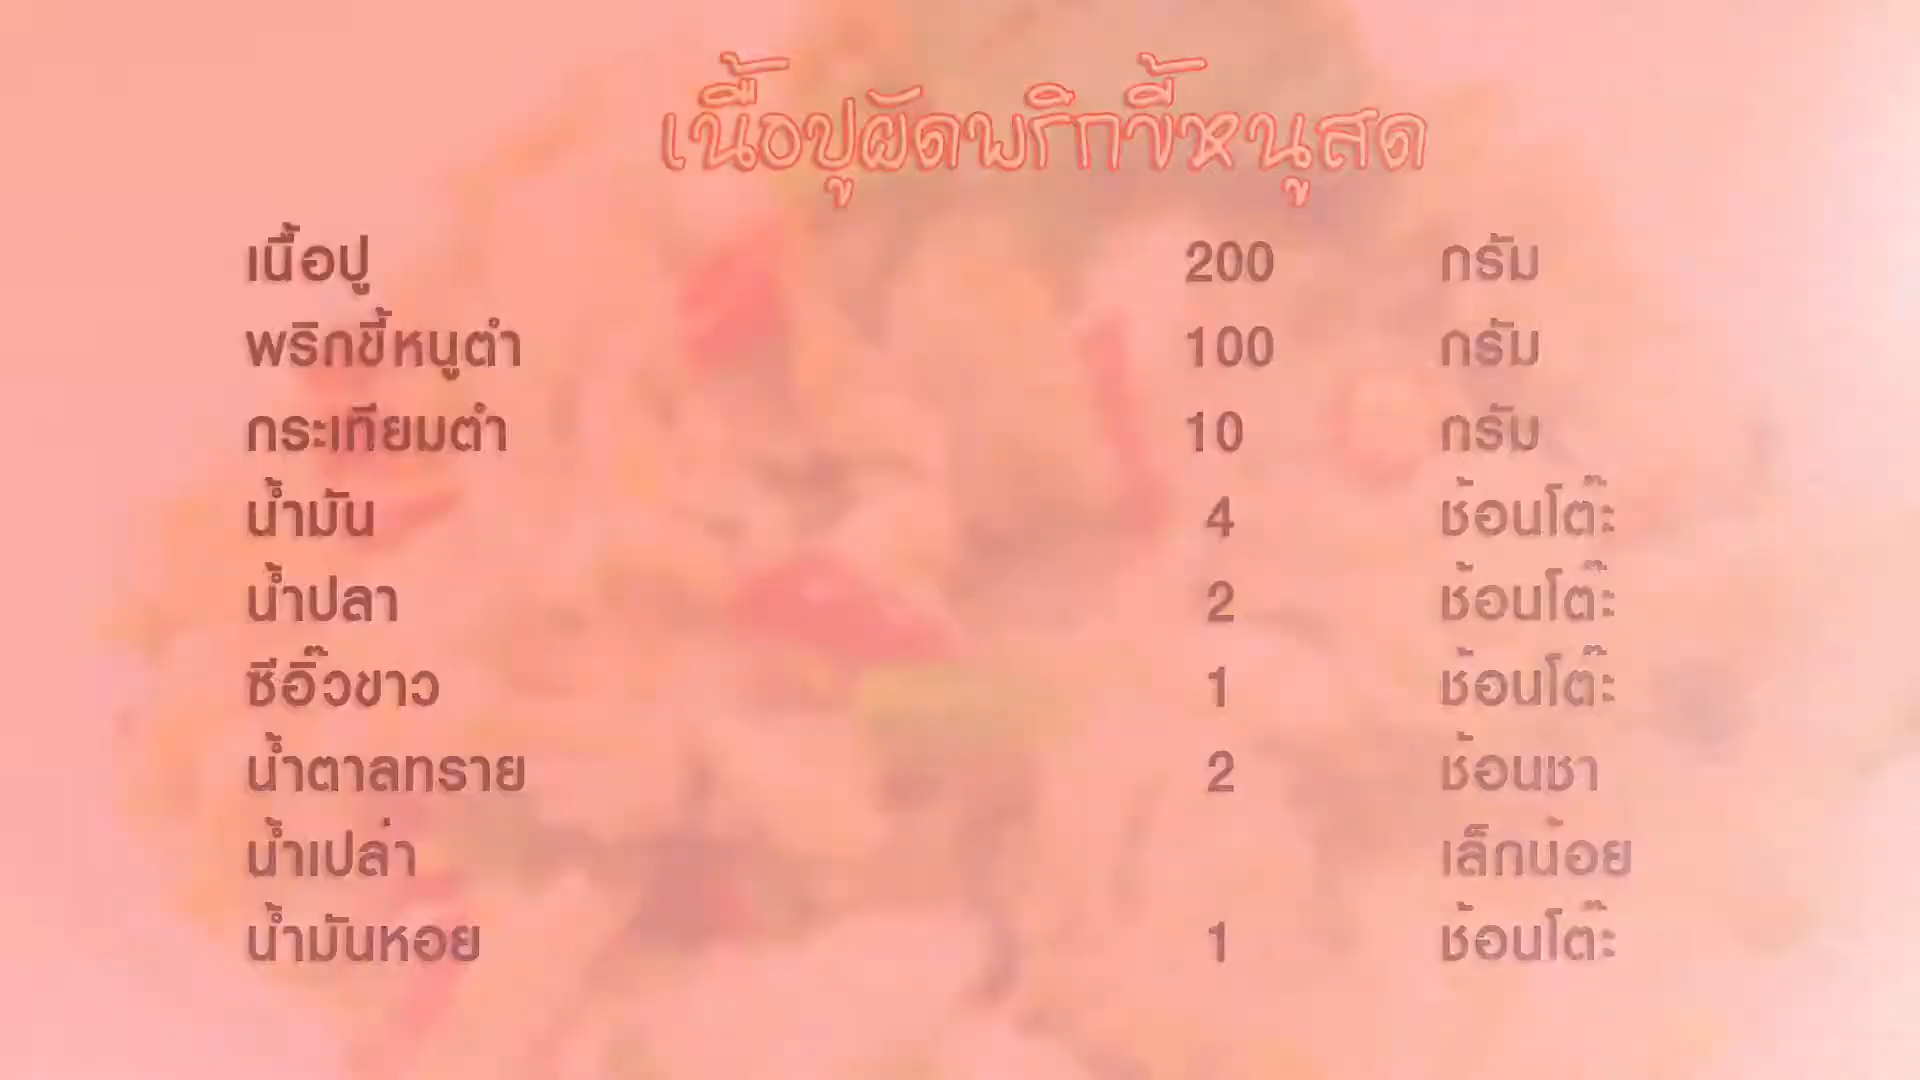 เนื้อปูผัดพริกขี้หนูสด
เนื้อปู 200 กรัม
พริกขี้หนูตำ 100 กรัม
กระเทียมตำ 10 กรัม
น้ำมัน 4 ช้อนโต๊ะ
น้ำปลา 2 ช้อนโต๊ะ
ซีอิ๊วขาว 1 ช้อนโต๊ะ
น้ำตาลทราย 2 ช้อนชา
น้ำเปล่า เล็กน้อย
น้ำมันหอย 1 ช้อนโต๊ะ